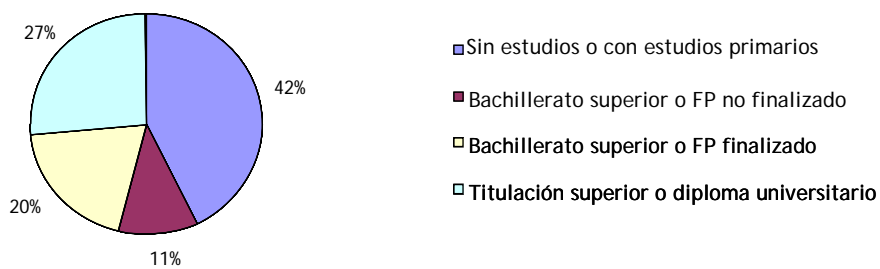 27%
42%
20%
11%
Sin estudios o con estudios primarios
Bachillerato superior o FP no finalizado
Bachillerato superior o FP finalizado
Titulación superior o diploma universitario